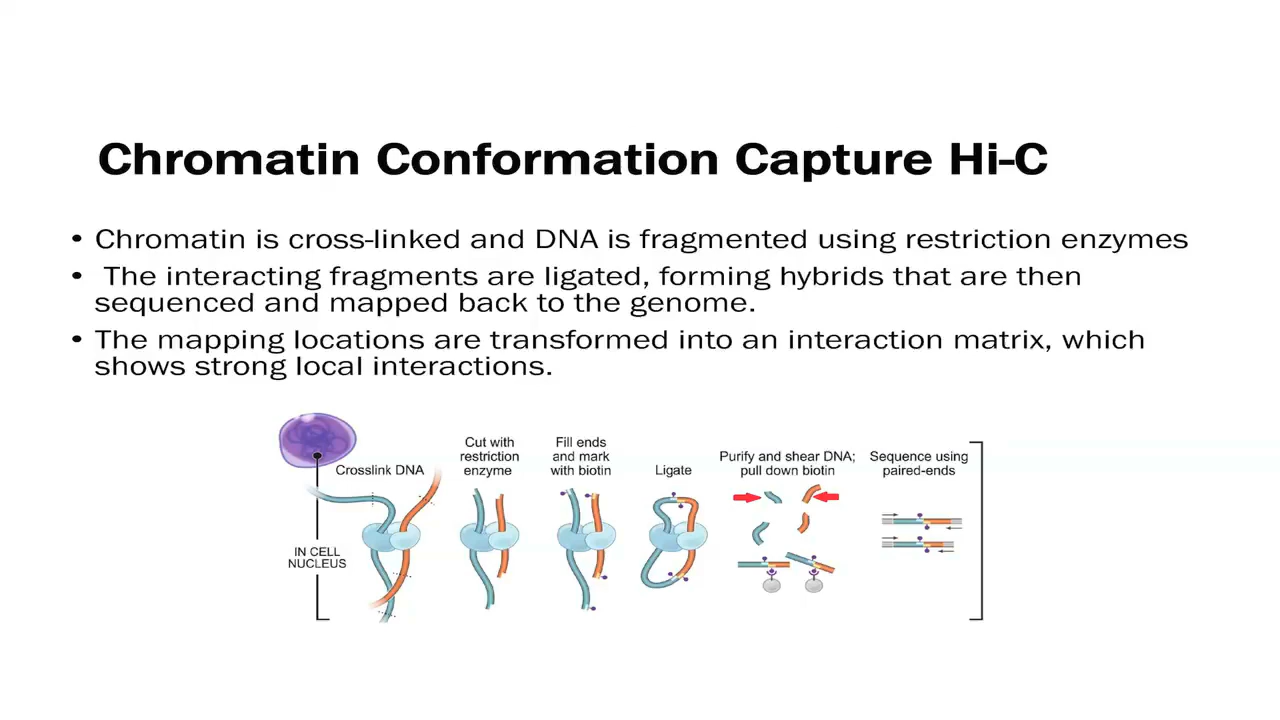 Chromatin Conformation Capture Hi-C
• Chromatin is cross-linked and DNA is fragmented using restriction enzymes
• The interacting fragments are ligated, forming hybrids that are then
sequenced and mapped back to the genome.
• The mapping locations are transformed into an interaction matrix, which
shows strong local interactions.
Crosslink DNA
Cut with
restriction
enzyme
Fill ends
and mark
with biotin
Ligate
Purify and shear DNA;
pull down biotin
Sequence using
paired-ends
IN CELL
NUCLEUS